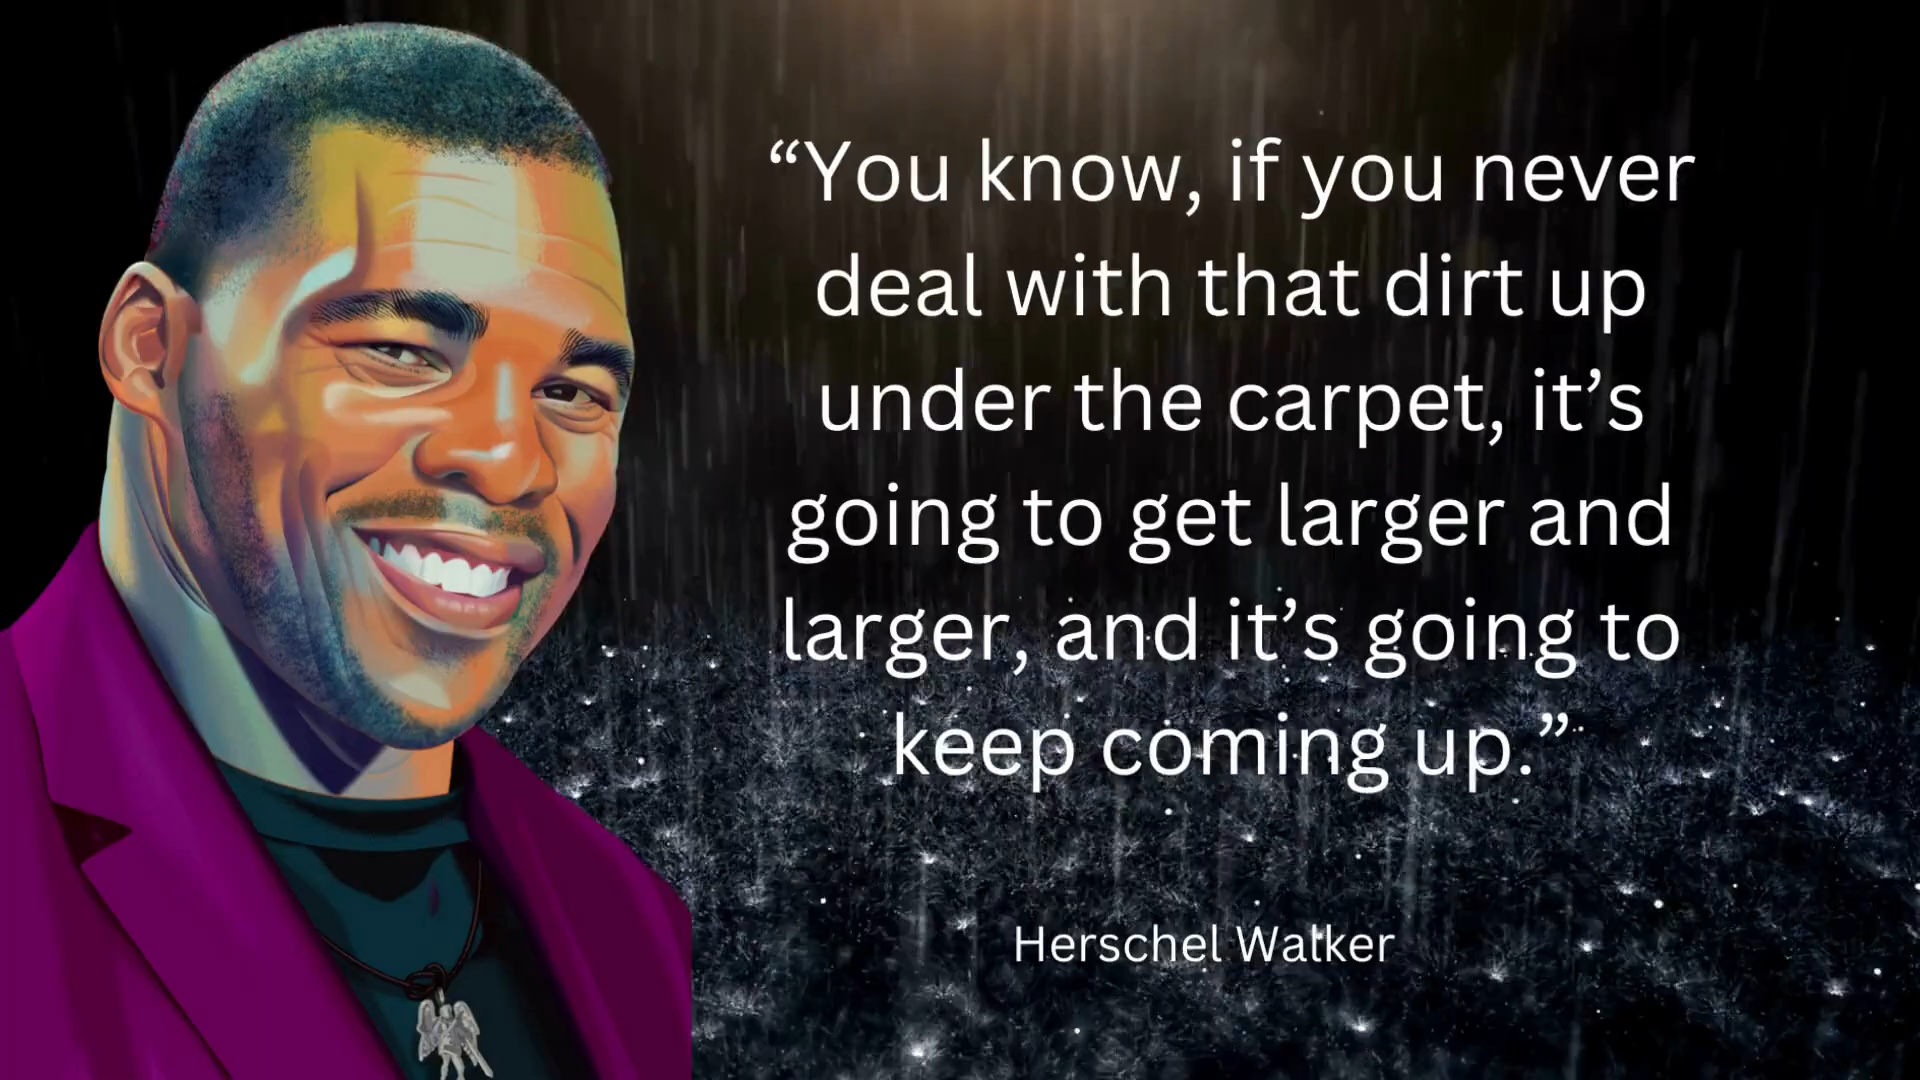 “You know, if you never
deal with that dirt up
under the carpet, it’s
going to get larger and
larger, and it’s going to
keep coming up.”
Herschel Walker